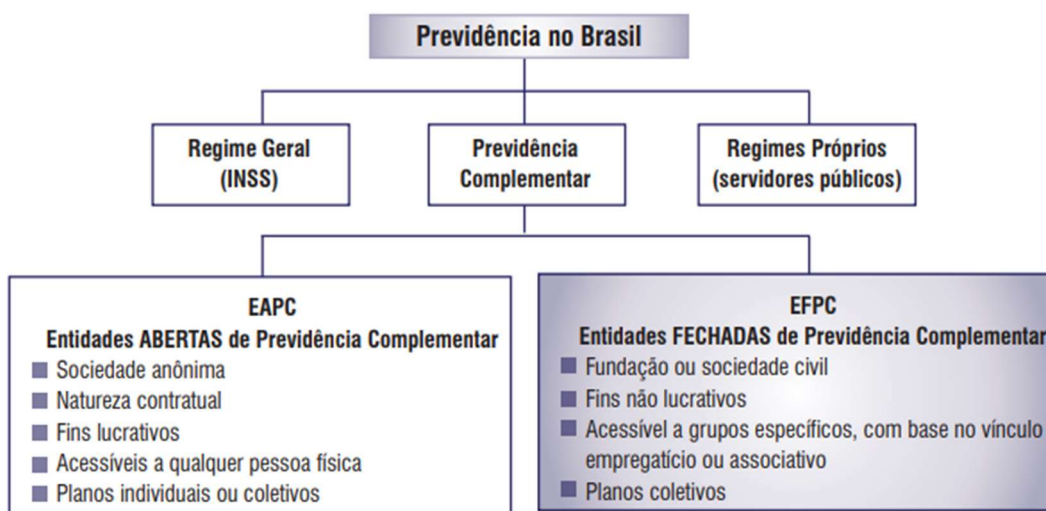 Previdência no Brasil
Regime Geral
(INSS)
Previdência
Complementar
Regimes Próprios
(servidores públicos)
EAPC
Entidades ABERTAS de Previdência Complementar
Sociedade anônima
Natureza contratual
Fins lucrativos
Acessíveis a qualquer pessoa física
Planos individuais ou coletivos
EFPC
Entidades FECHADAS de Previdência Complementar
Fundação ou sociedade civil
Fins não lucrativos
Acessível a grupos específicos, com base no vínculo
empregatício ou associativo
Planos coletivos